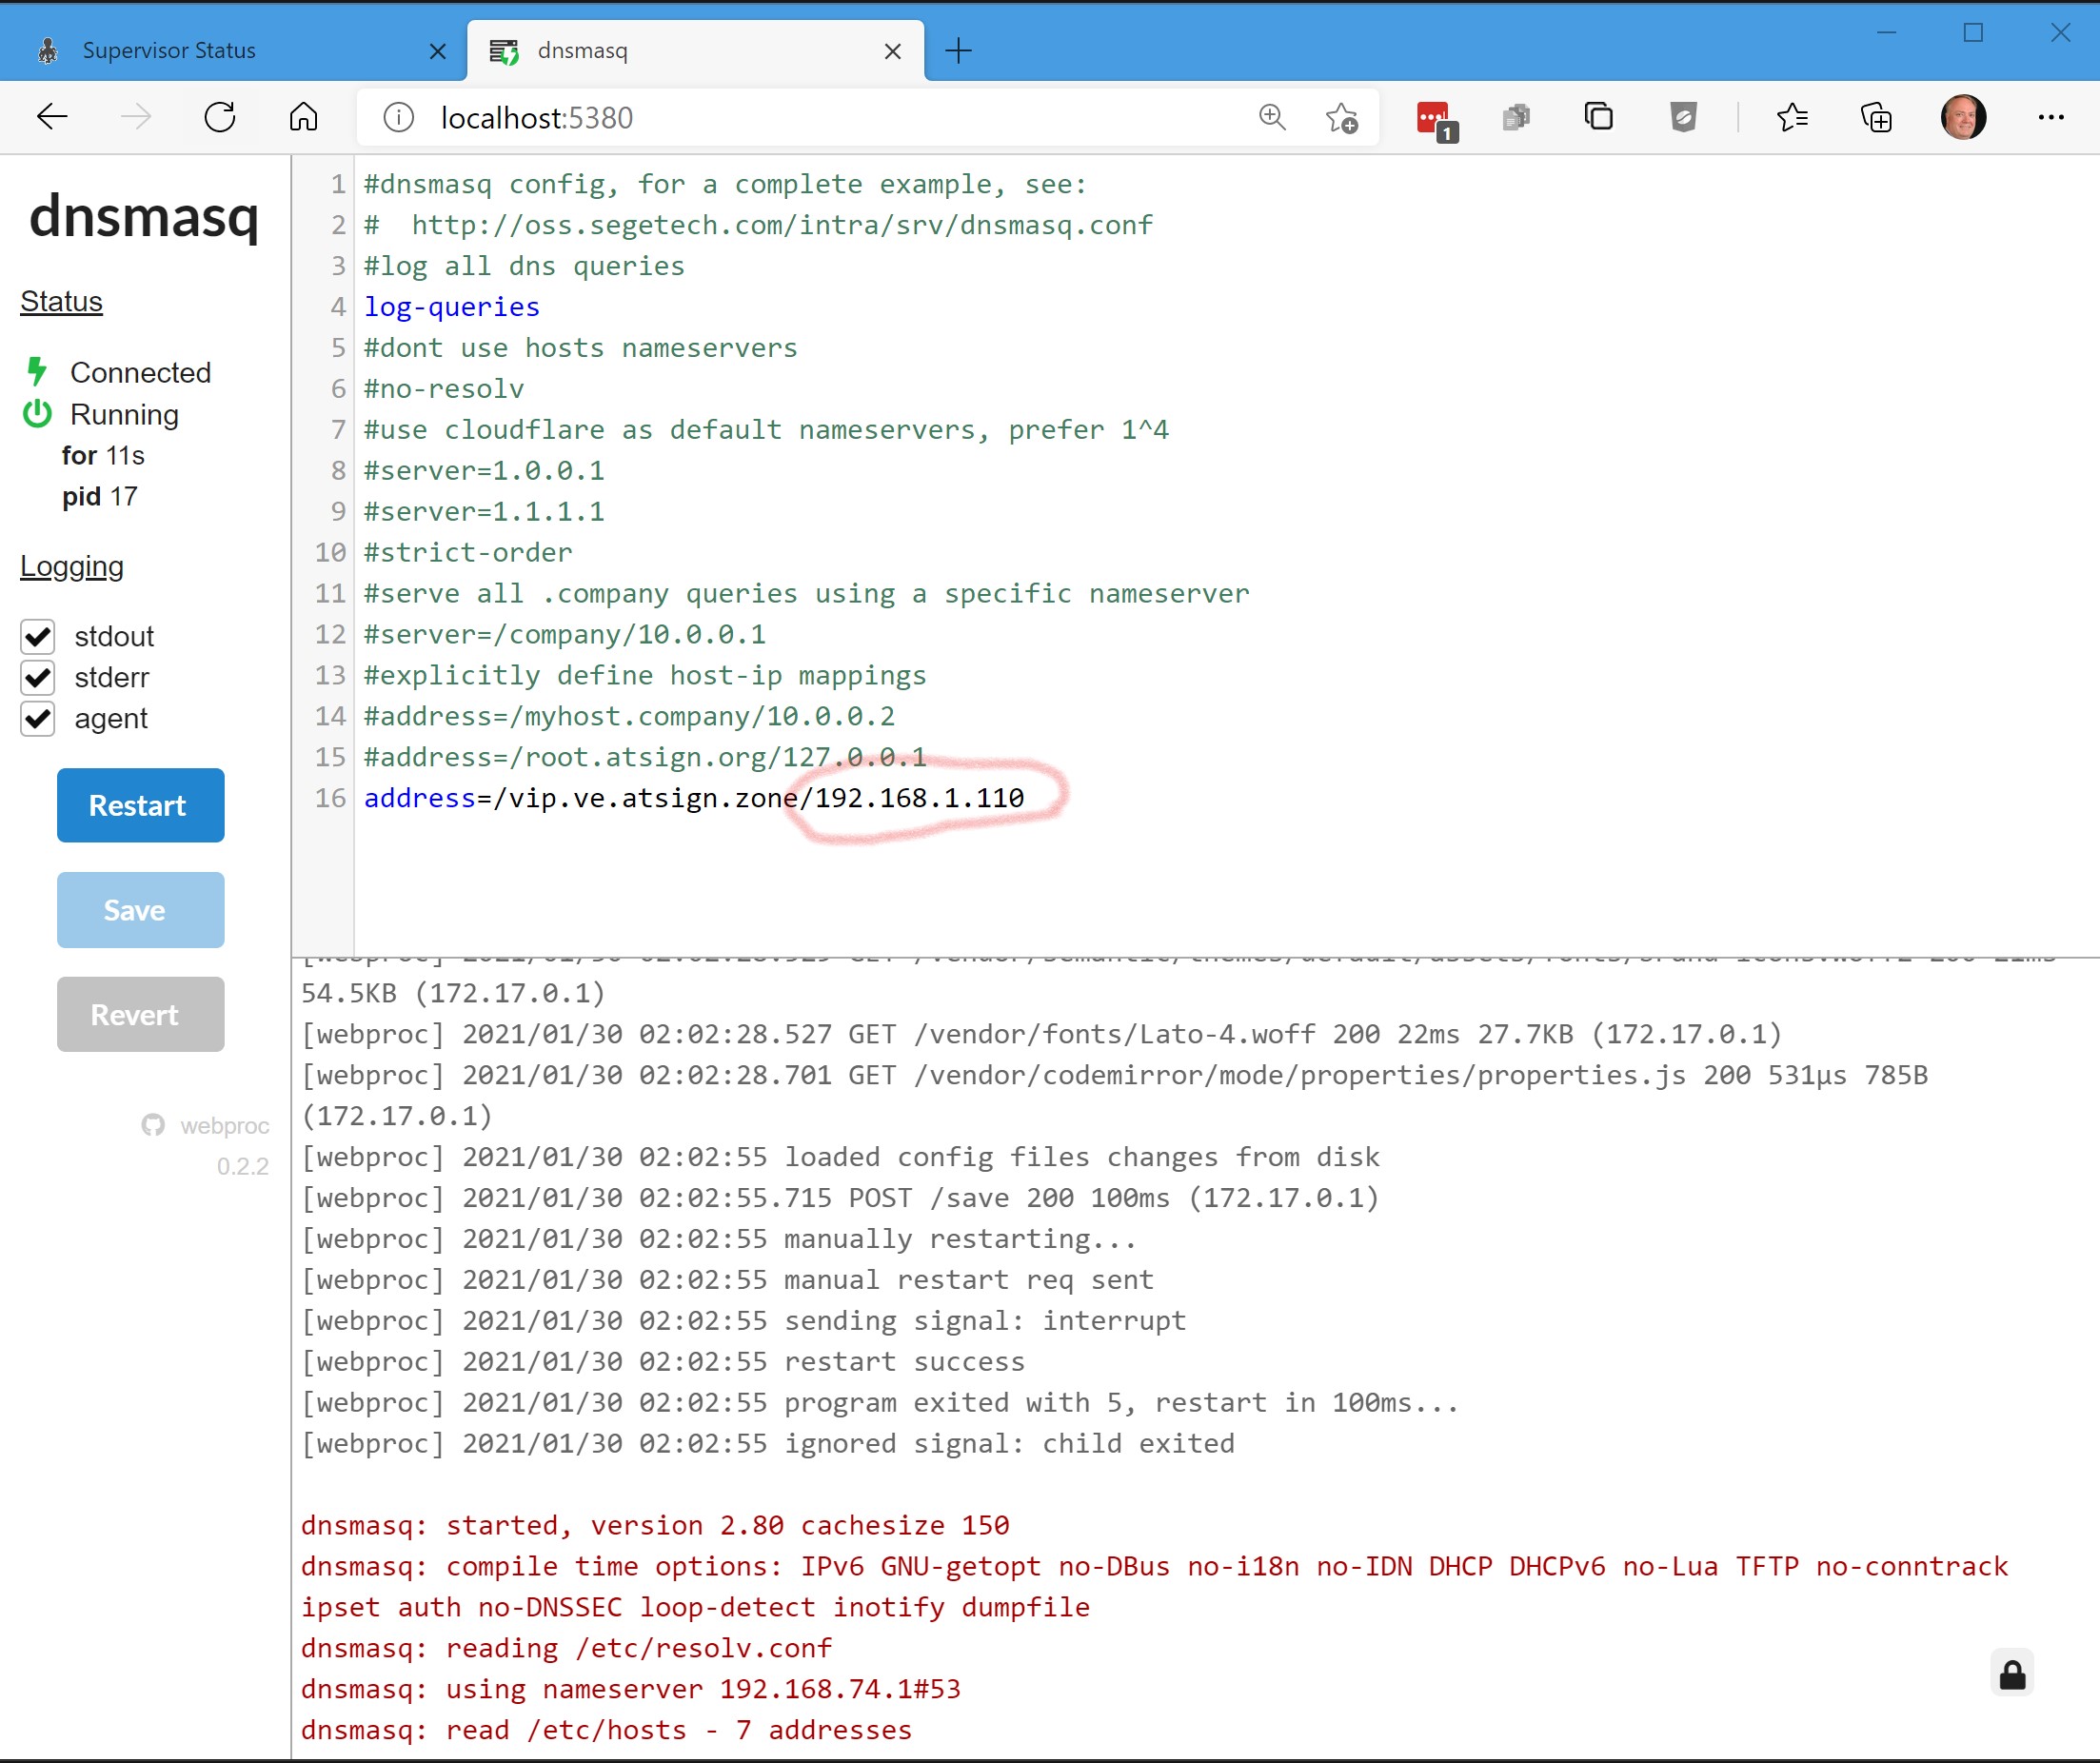 Supervisor Status
dnsmasq
localhost:5380
1
dnsmasq
Status
Connected
Running
for 11s
pid 17
Logging
stdout
stderr
agent
Restart
Save
Revert
webproc
0.2.2
1 #dnsmasq config, for a complete example, see:
2 #  http://oss.segetech.com/intra/srv/dnsmasq.conf
3 #log all dns queries
4 log-queries
5 #dont use hosts nameservers
6 #no-resolv
7 #use cloudflare as default nameservers, prefer 1^4
8 #server=1.0.0.1
9 #server=1.1.1.1
10 #strict-order
11 #serve all .company queries using a specific nameserver
12 #server=/company/10.0.0.1
13 #explicitly define host-ip mappings
14 #address=/myhost.company/10.0.0.2
15 #address=/root.atsign.org/127.0.0.1
16 address=/vip.ve.atsign.zone/192.168.1.110
54.5KB (172.17.0.1)
[webproc] 2021/01/30 02:02:28.527 GET /vendor/fonts/Lato-4.woff 200 22ms 27.7KB (172.17.0.1)
[webproc] 2021/01/30 02:02:28.701 GET /vendor/codemirror/mode/properties/properties.js 200 531µs 785B
(172.17.0.1)
[webproc] 2021/01/30 02:02:55 loaded config files changes from disk
[webproc] 2021/01/30 02:02:55.715 POST /save 200 100ms (172.17.0.1)
[webproc] 2021/01/30 02:02:55 manually restarting...
[webproc] 2021/01/30 02:02:55 manual restart req sent
[webproc] 2021/01/30 02:02:55 sending signal: interrupt
[webproc] 2021/01/30 02:02:55 restart success
[webproc] 2021/01/30 02:02:55 program exited with 5, restart in 100ms...
[webproc] 2021/01/30 02:02:55 ignored signal: child exited
dnsmasq: started, version 2.80 cachesize 150
dnsmasq: compile time options: IPv6 GNU-getopt no-DBus no-i18n no-IDN DHCP DHCPv6 no-Lua TFTP no-conntrack
ipset auth no-DNSSEC loop-detect inotify dumpfile
dnsmasq: reading /etc/resolv.conf
dnsmasq: using nameserver 192.168.74.1#53
dnsmasq: read /etc/hosts - 7 addresses